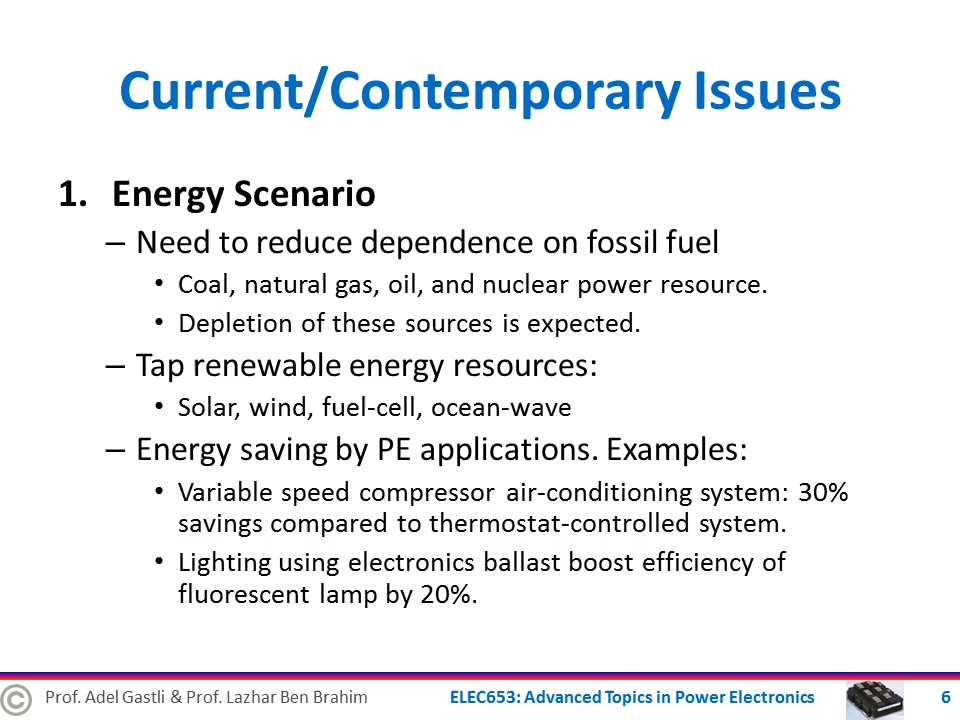 Current/Contemporary Issues
1. Energy Scenario
– Need to reduce dependence on fossil fuel
• Coal, natural gas, oil, and nuclear power resource.
• Depletion of these sources is expected.
– Tap renewable energy resources:
• Solar, wind, fuel-cell, ocean-wave
– Energy saving by PE applications. Examples:
• Variable speed compressor air-conditioning system: 30%
savings compared to thermostat-controlled system.
• Lighting using electronics ballast boost efficiency of
fluorescent lamp by 20%.
© Prof. Adel Gastli & Prof. Lazhar Ben Brahim ELEC653: Advanced Topics in Power Electronics 6